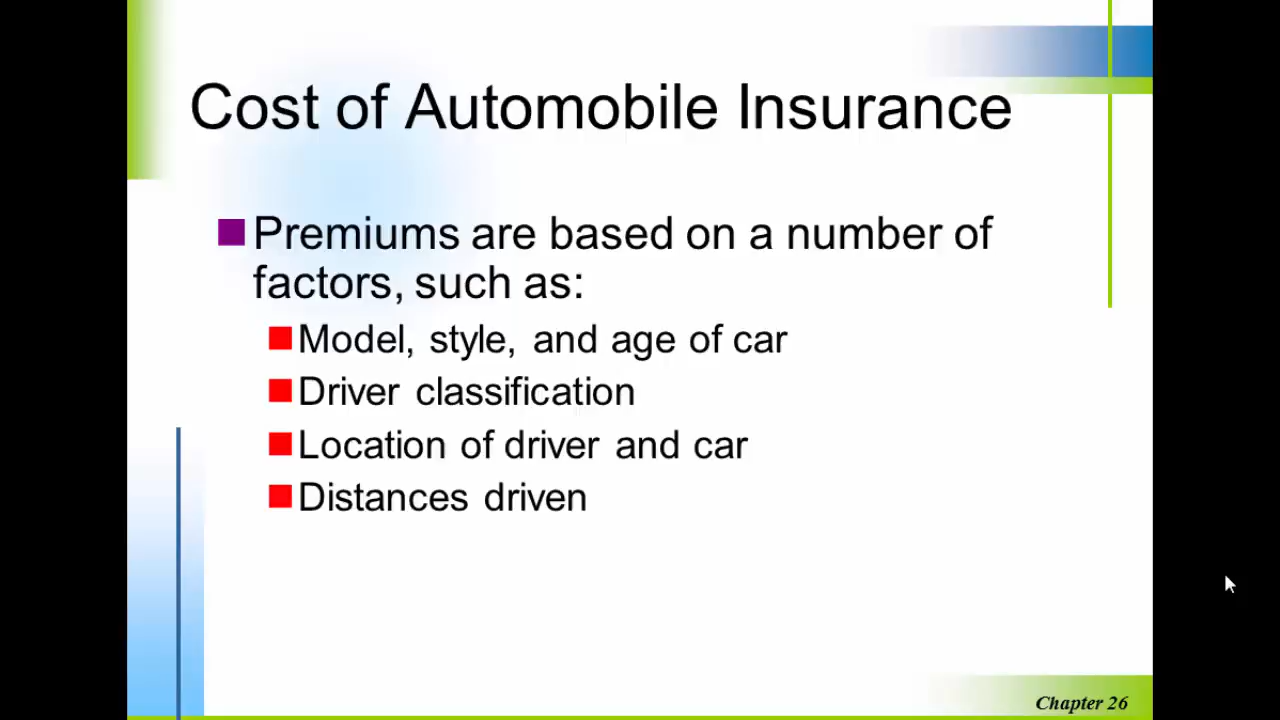 Cost of Automobile Insurance
Premiums are based on a number of
factors, such as:
Model, style, and age of car
Driver classification
Location of driver and car
Distances driven
Chapter 26